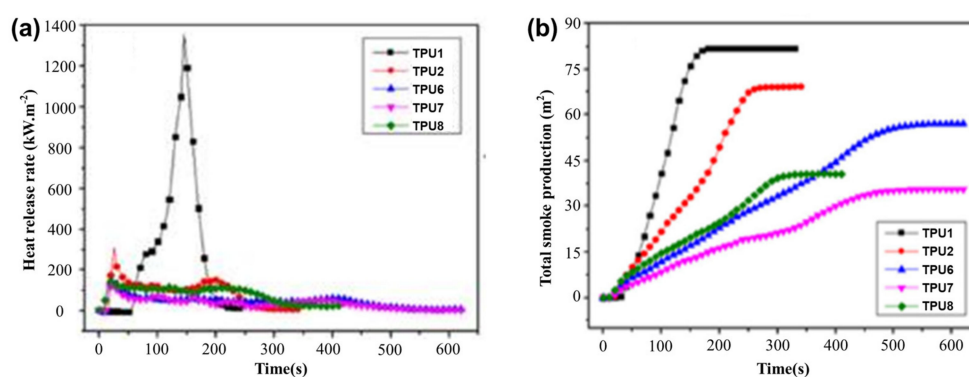 (a)
Heat release rate (kW.m⁻²)
1400
1200
1000
800
600
400
200
0
0 100 200 300 400 500 600
Time(s)
TPU1
TPU2
TPU6
TPU7
TPU8
(b)
Total smoke production (m²)
90
75
60
45
30
15
0
0 100 200 300 400 500 600
Time(s)
TPU1
TPU2
TPU6
TPU7
TPU8